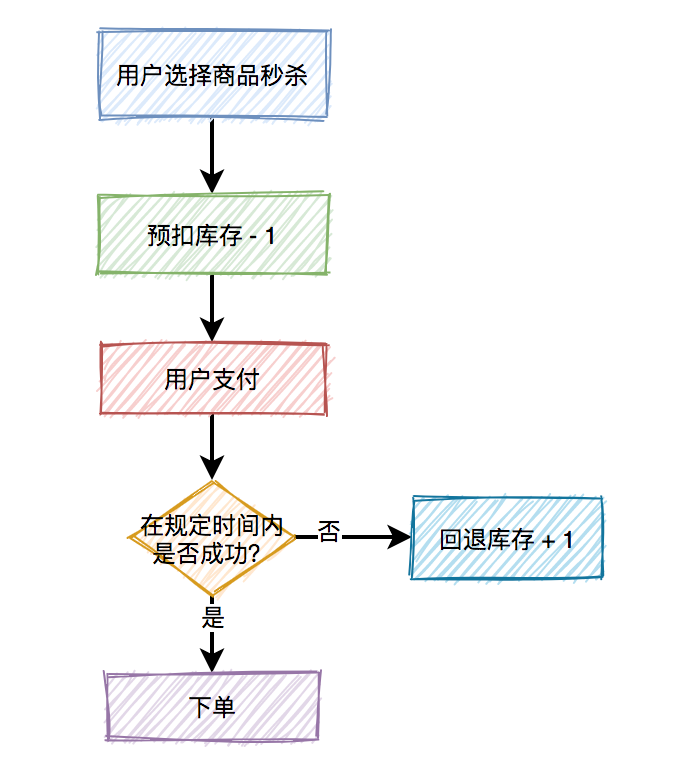 用户选择商品秒杀
预扣库存 - 1
用户支付
在规定时间内
是否成功?
否
回退库存 + 1
是
下单